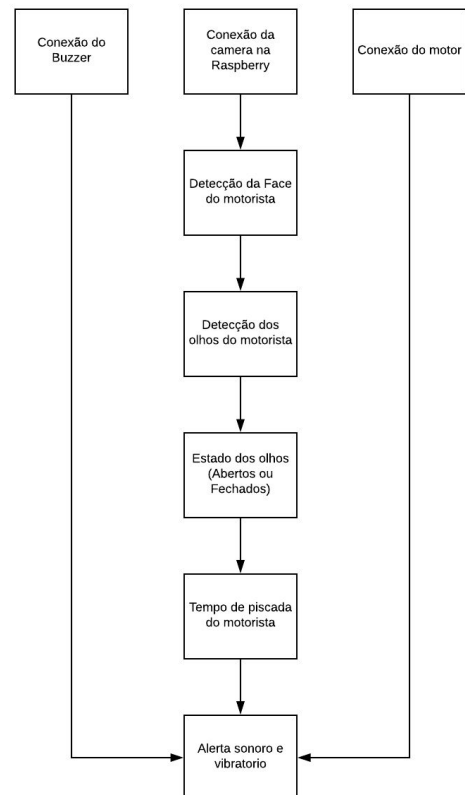 Conexão do
Buzzer
Conexão da
camera na
Raspberry
Conexão do motor
Detecção da Face
do motorista
Detecção dos
olhos do motorista
Estado dos olhos
(Abertos ou
Fechados)
Tempo de piscada
do motorista
Alerta sonoro e
vibratorio